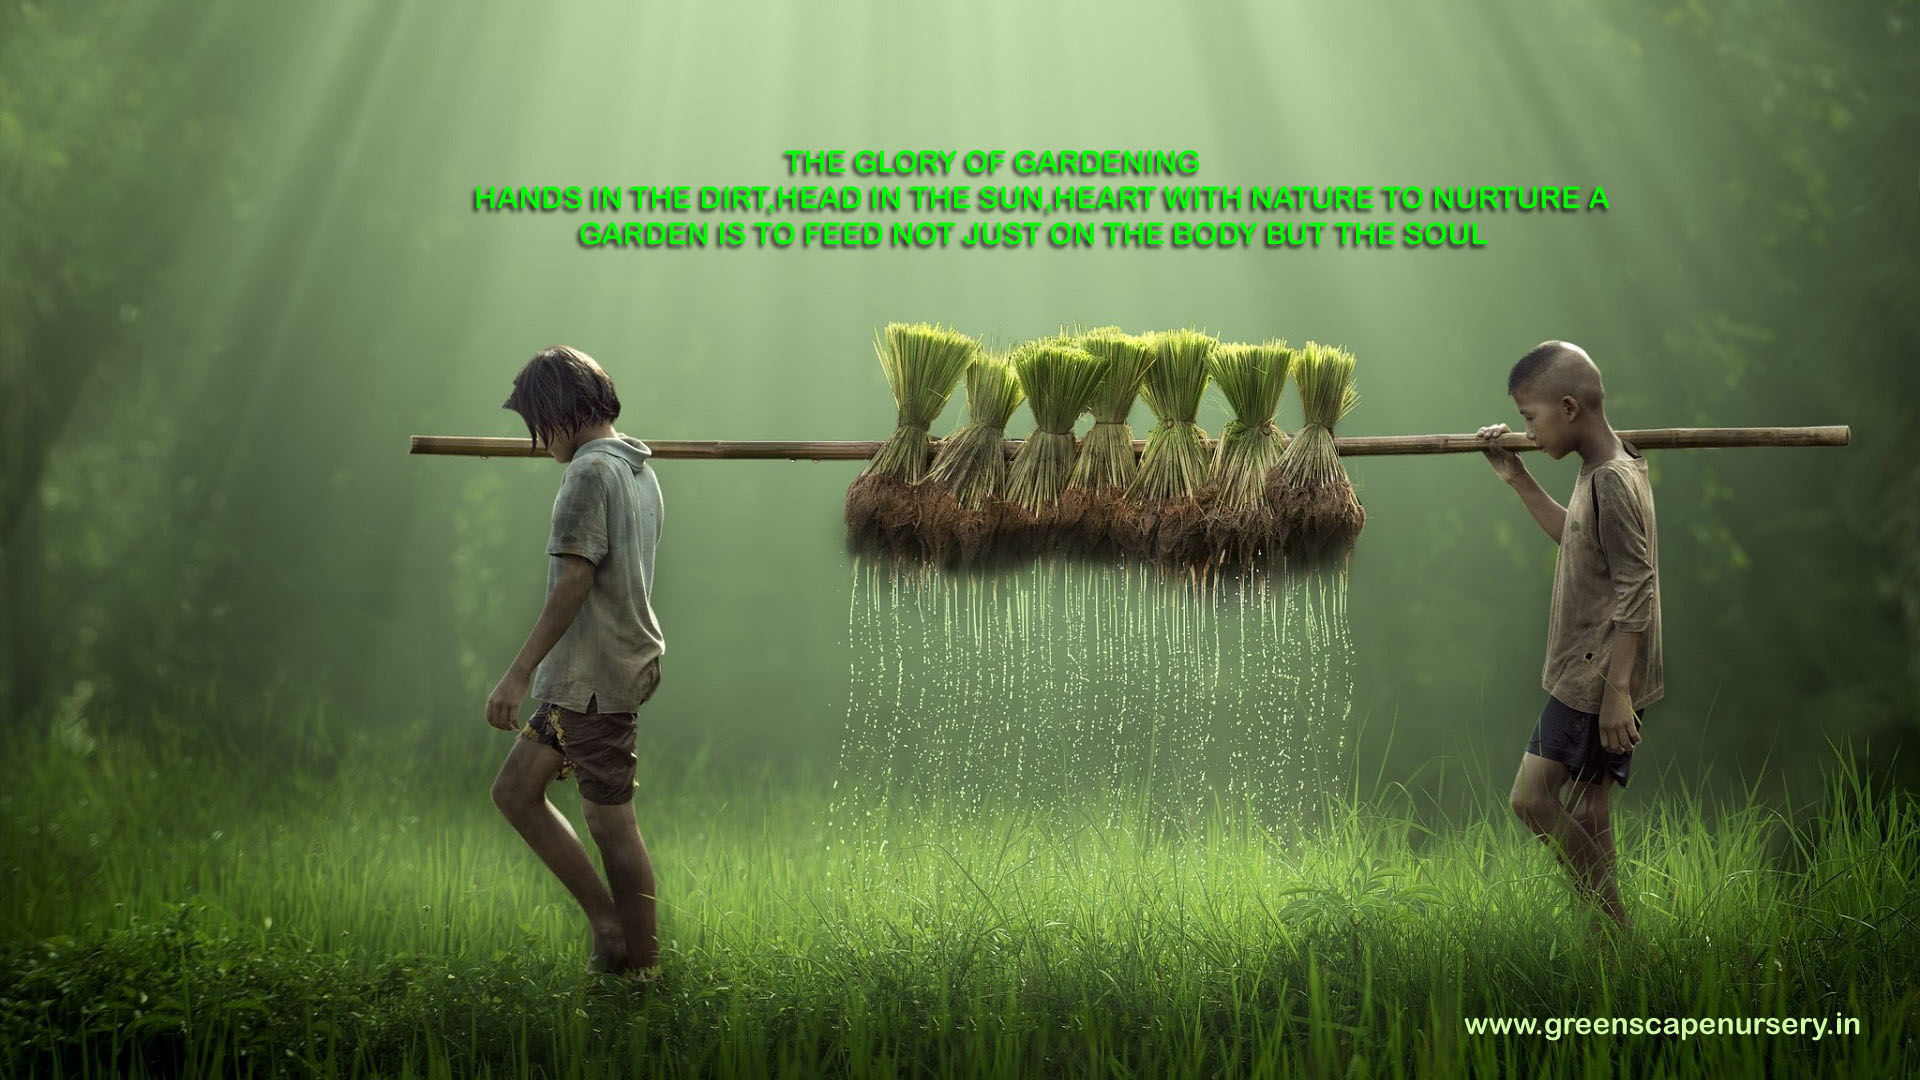 THE GLORY OF GARDENING
HANDS IN THE DIRT,HEAD IN THE SUN,HEART WITH NATURE TO NURTURE A
GARDEN IS TO FEED NOT JUST ON THE BODY BUT THE SOUL
www.greenscapenursery.in